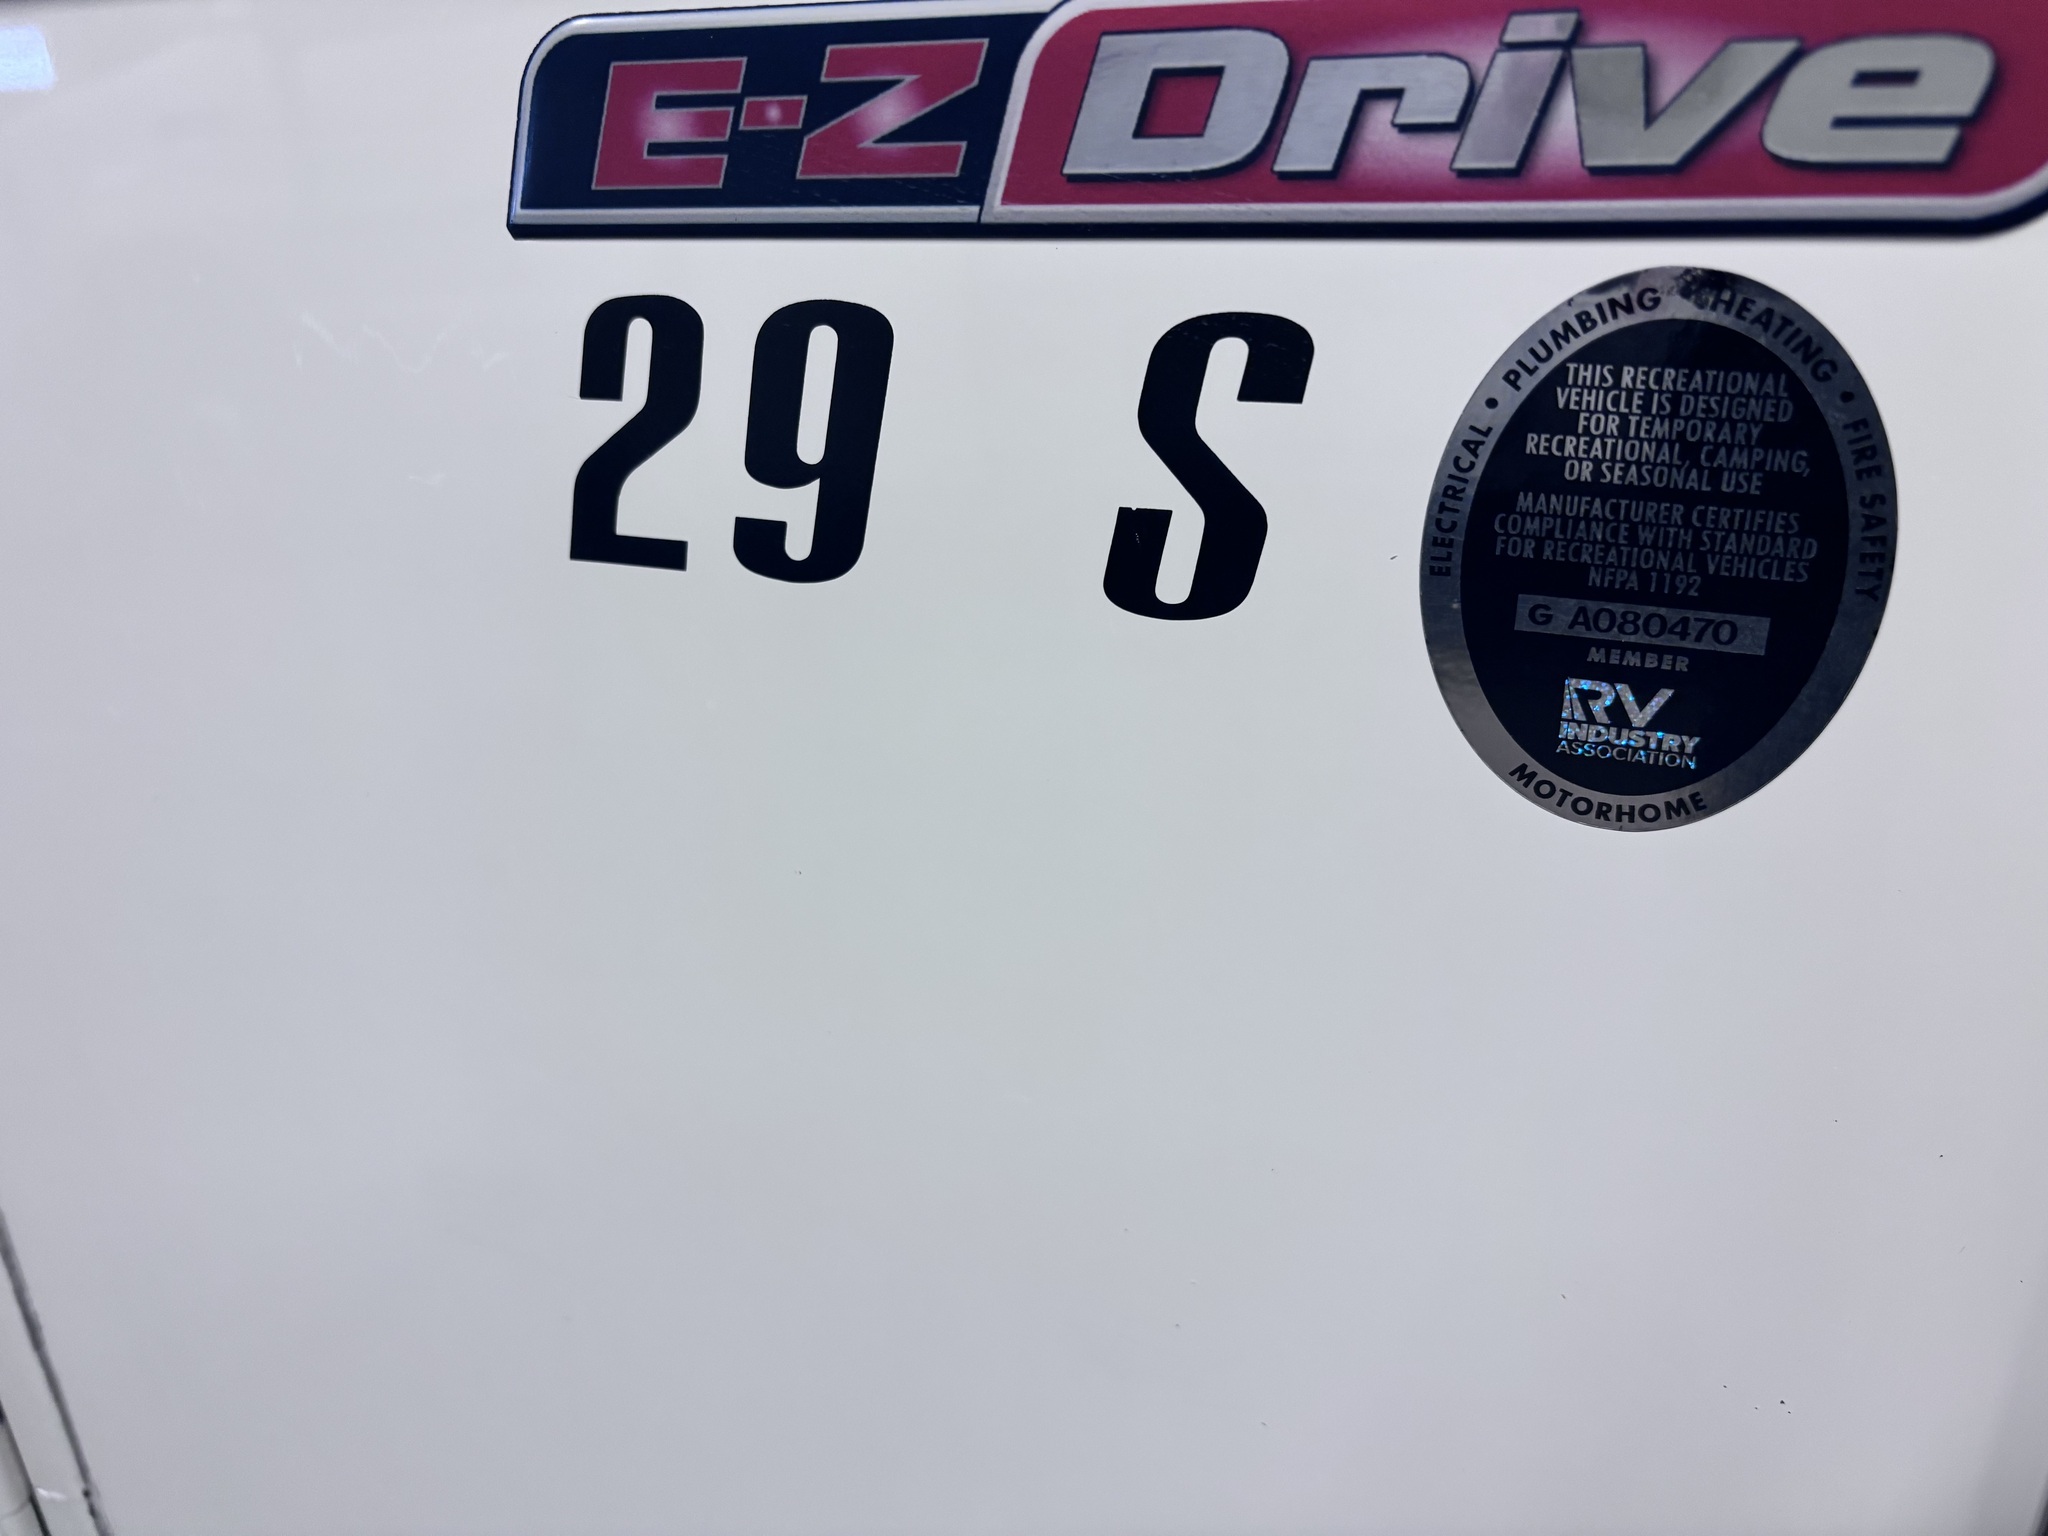 E-Z Drive
29 S
ELECTRICAL • PLUMBING • HEATING • FIRE SAFETY
THIS RECREATIONAL
VEHICLE IS DESIGNED
FOR TEMPORARY
RECREATIONAL, CAMPING,
OR SEASONAL USE
MANUFACTURER CERTIFIES
COMPLIANCE WITH STANDARD
FOR RECREATIONAL VEHICLES
NFPA 1192
G A080470
MEMBER
RV
INDUSTRY
ASSOCIATION
MOTORHOME